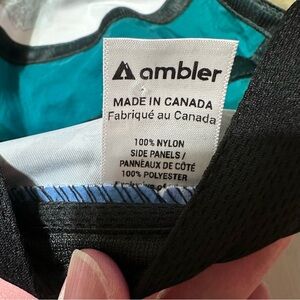 ambler
MADE IN CANADA
Fabriqué au Canada
100% NYLON
SIDE PANELS /
PANNEAUX DE CÔTÉ
100% POLYESTER